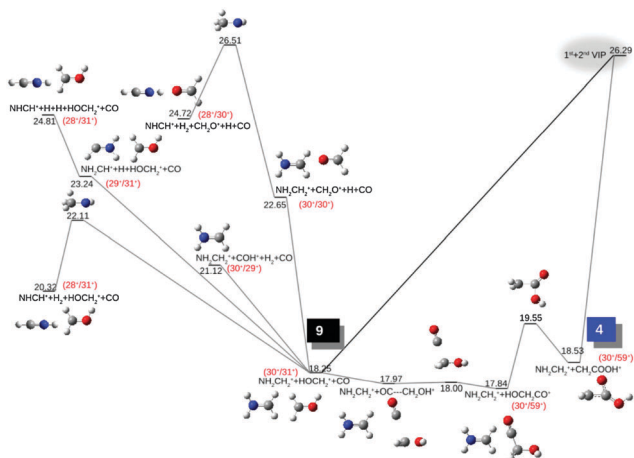 26.51
1st+2nd VIP
26.29
24.72 (28+/30+)
NHCH++H2+CH2O++H+CO
NHCH++H+H+HOCH2++CO
24.81 (28+/31+)
NH2CH++H+HOCH2++CO
23.24 (29+/31+)
22.11
NH2CH2++CH2O++H+CO
22.65 (30+/30+)
NH2CH2++COH++H2+CO
21.12 (30+/29+)
20.32 (28+/31+)
NHCH++H2+HOCH2++CO
9
4
19.55
18.53 (30+/59+)
NH2CH2++CH2COOH+
(30+/31+) 18.25
NH2CH2++HOCH2++CO
17.97
NH2CH2++OC---CH2OH+
18.00
17.84
NH2CH2++HOCH2CO+
(30+/59+)